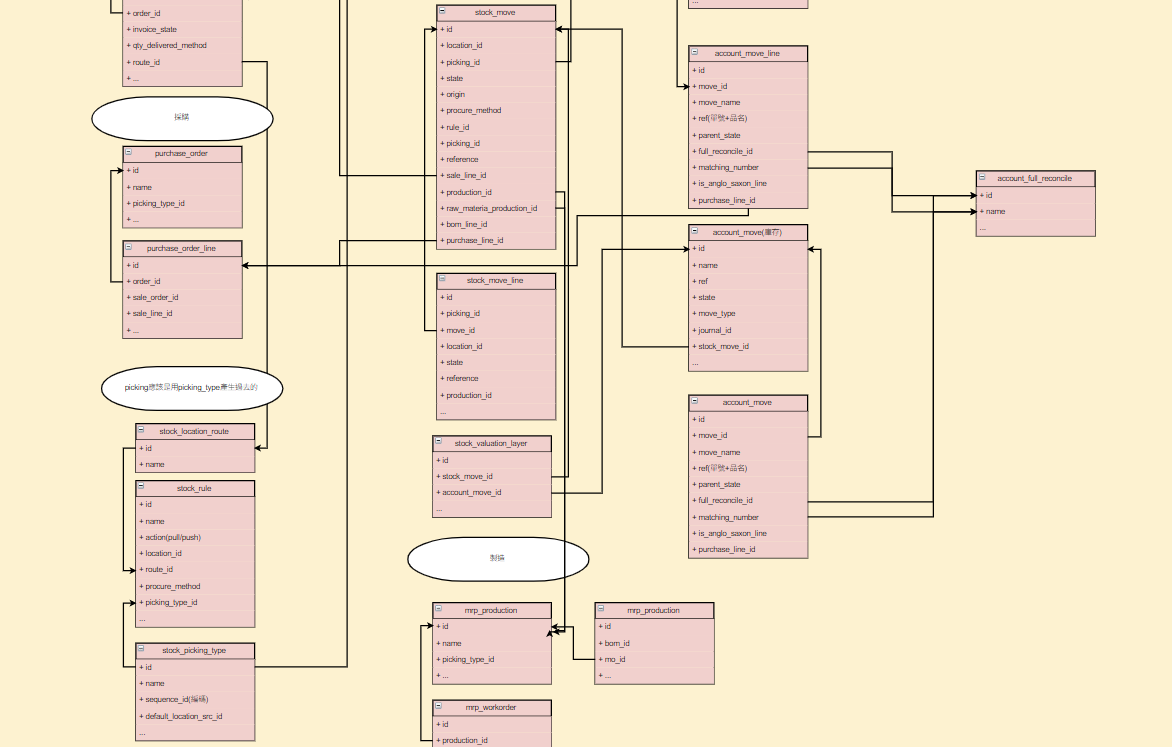 + order_id
+ invoice_state
+ qty_delivered_method
+ route_id
+ ...
採購
purchase_order
+ id
+ name
+ picking_type_id
+ ...
purchase_order_line
+ id
+ order_id
+ sale_order_id
+ sale_line_id
+ ...
picking應該是用picking_type產生過去的
stock_location_route
+ id
+ name
stock_rule
+ id
+ name
+ action(pull/push)
+ location_id
+ route_id
+ procure_method
+ picking_type_id
...
stock_picking_type
+ id
+ name
+ sequence_id(編碼)
+ default_location_src_id
...
stock_move
+ id
+ location_id
+ picking_id
+ state
+ origin
+ procure_method
+ rule_id
+ picking_id
+ reference
+ sale_line_id
+ production_id
+ raw_materia_production_id
+ bom_line_id
+ purchase_line_id
stock_move_line
+ id
+ picking_id
+ move_id
+ location_id
+ state
+ reference
+ production_id
...
stock_valuation_layer
+ id
+ stock_move_id
+ account_move_id
...
製造
mrp_production
+ id
+ name
+ picking_type_id
+ ...
mrp_workorder
+ id
+ production_id
mrp_production
+ id
+ bom_id
+ mo_id
+ ...
...
account_move_line
+ id
+ move_id
+ move_name
+ ref(單號+品名)
+ parent_state
+ full_reconcile_id
+ matching_number
+ is_anglo_saxon_line
+ purchase_line_id
account_move(庫存)
+ id
+ name
+ ref
+ state
+ move_type
+ journal_id
+ stock_move_id
...
account_move
+ id
+ move_id
+ move_name
+ ref(單號+品名)
+ parent_state
+ full_reconcile_id
+ matching_number
+ is_anglo_saxon_line
+ purchase_line_id
account_full_reconcile
+ id
+ name
...